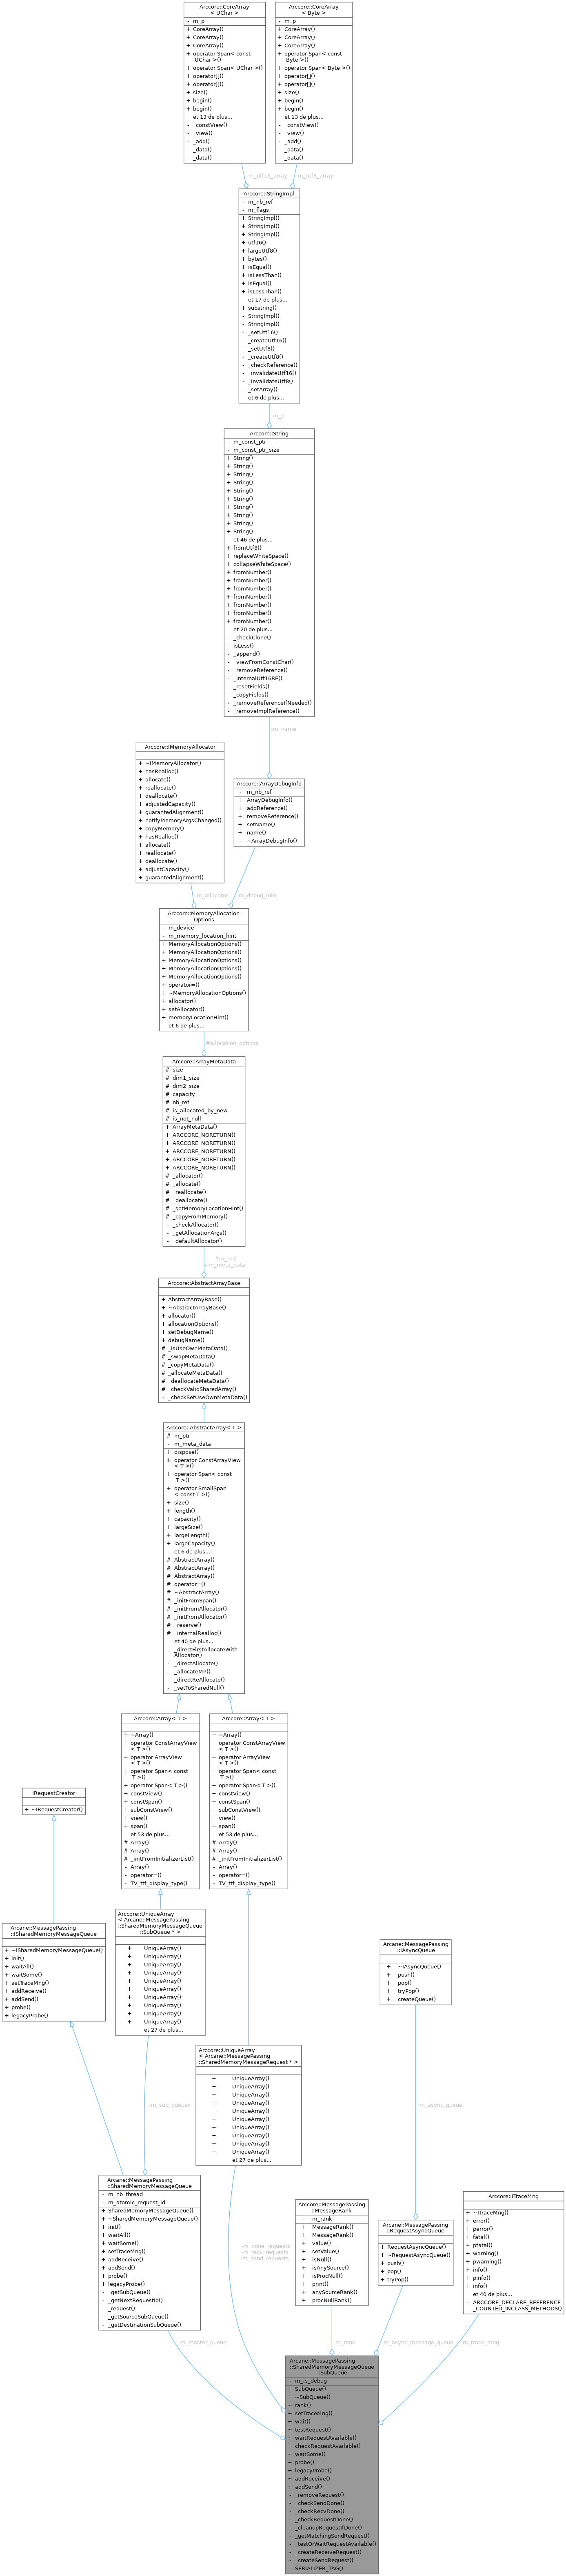 Arccore::CoreArray
< UChar >
- m_p
+ CoreArray()
+ CoreArray()
+ CoreArray()
+ operator Span< const
UChar >()
+ operator Span< UChar >()
+ operator[]()
+ operator[]()
+ size()
+ begin()
+ begin()
et 13 de plus...
- _constView()
- _view()
- _add()
- _data()
- _data()
Arccore::CoreArray
< Byte >
- m_p
+ CoreArray()
+ CoreArray()
+ CoreArray()
+ operator Span< const
Byte >()
+ operator Span< Byte >()
+ operator[]()
+ operator[]()
+ size()
+ begin()
+ begin()
et 13 de plus...
- _constView()
- _view()
- _add()
- _data()
- _data()
-m_utf16_array
-m_utf8_array
Arccore::StringImpl
- m_nb_ref
- m_flags
+ StringImpl()
+ StringImpl()
+ StringImpl()
+ utf16()
+ largeUtf8()
+ bytes()
+ isEqual()
+ isLessThan()
+ isEqual()
+ isLessThan()
et 17 de plus...
+ substring()
- StringImpl()
- StringImpl()
- _setUtf16()
- _createUtf16()
- _setUtf8()
- _createUtf8()
- _checkReference()
- _invalidateUtf16()
- _invalidateUtf8()
- _setArray()
et 6 de plus...
-m_p
Arccore::String
- m_const_ptr
- m_const_ptr_size
+ String()
+ String()
+ String()
+ String()
+ String()
+ String()
+ String()
+ String()
+ String()
+ String()
et 46 de plus...
+ fromUtf8()
+ replaceWhiteSpace()
+ collapseWhiteSpace()
+ fromNumber()
+ fromNumber()
+ fromNumber()
+ fromNumber()
+ fromNumber()
+ fromNumber()
+ fromNumber()
et 20 de plus...
- _checkClone()
- isLess()
- _append()
- _viewFromConstChar()
- _removeReference()
- _internalUtf16BE()
- _resetFields()
- _copyFields()
- _removeReferenceIfNeeded()
- _removeImplReference()
-m_name
Arccore::IMemoryAllocator
+ ~IMemoryAllocator()
+ hasRealloc()
+ allocate()
+ reallocate()
+ deallocate()
+ adjustedCapacity()
+ guarantedAlignment()
+ notifyMemoryArgsChanged()
+ copyMemory()
+ hasRealloc()
+ allocate()
+ reallocate()
+ deallocate()
+ adjustCapacity()
+ guarantedAlignment()
Arccore::ArrayDebugInfo
- m_nb_ref
+ ArrayDebugInfo()
+ addReference()
+ removeReference()
+ setName()
+ name()
- ~ArrayDebugInfo()
-m_allocator
-m_debug_info
Arccore::MemoryAllocation
Options
- m_device
- m_memory_location_hint
+ MemoryAllocationOptions()
+ MemoryAllocationOptions()
+ MemoryAllocationOptions()
+ MemoryAllocationOptions()
+ MemoryAllocationOptions()
+ operator=()
+ ~MemoryAllocationOptions()
+ allocator()
+ setAllocator()
+ memoryLocationHint()
et 6 de plus...
#allocation_options
Arccore::ArrayMetaData
# size
# dim1_size
# dim2_size
# capacity
# nb_ref
# is_allocated_by_new
# is_not_null
+ ArrayMetaData()
+ ARCCORE_NORETURN()
+ ARCCORE_NORETURN()
+ ARCCORE_NORETURN()
+ ARCCORE_NORETURN()
+ ARCCORE_NORETURN()
# _allocator()
# _allocate()
# _reallocate()
# _deallocate()
# _setMemoryLocationHint()
# _copyFromMemory()
- _checkAllocator()
- _getAllocationArgs()
- _defaultAllocator()
#m_md
#m_meta_data
Arccore::AbstractArrayBase
+ AbstractArrayBase()
+ ~AbstractArrayBase()
+ allocator()
+ allocationOptions()
+ setDebugName()
+ debugName()
# _isUseOwnMetaData()
# _swapMetaData()
# _copyMetaData()
# _allocateMetaData()
# _deallocateMetaData()
# _checkValidSharedArray()
- _checkSetUseOwnMetaData()
Arccore::AbstractArray< T >
# m_ptr
- m_meta_data
+ dispose()
+ operator ConstArrayView
< T >()
+ operator Span< const
T >()
+ operator SmallSpan
< const T >()
+ size()
+ length()
+ capacity()
+ largeSize()
+ largeLength()
+ largeCapacity()
et 6 de plus...
# AbstractArray()
# AbstractArray()
# AbstractArray()
# operator=()
# ~AbstractArray()
# _initFromSpan()
# _initFromAllocator()
# _initFromAllocator()
# _reserve()
# _internalRealloc()
et 40 de plus...
- _directFirstAllocateWith
Allocator()
- _directAllocate()
- _allocateMP()
- _directReAllocate()
- _setToSharedNull()
Arccore::Array< T >
+ ~Array()
+ operator ConstArrayView
< T >()
+ operator ArrayView
< T >()
+ operator Span< const
T >()
+ operator Span< T >()
+ constView()
+ constSpan()
+ subConstView()
+ view()
+ span()
et 53 de plus...
# Array()
# Array()
# _initFromInitializerList()
- Array()
- operator=()
- TV_ttf_display_type()
Arccore::Array< T >
+ ~Array()
+ operator ConstArrayView
< T >()
+ operator ArrayView
< T >()
+ operator Span< const
T >()
+ operator Span< T >()
+ constView()
+ constSpan()
+ subConstView()
+ view()
+ span()
et 53 de plus...
# Array()
# Array()
# _initFromInitializerList()
- Array()
- operator=()
- TV_ttf_display_type()
IRequestCreator
+ ~IRequestCreator()
Arcane::MessagePassing
::ISharedMemoryMessageQueue
+ ~ISharedMemoryMessageQueue()
+ init()
+ waitAll()
+ waitSome()
+ setTraceMng()
+ addReceive()
+ addSend()
+ probe()
+ legacyProbe()
Arccore::UniqueArray
< Arcane::MessagePassing
::SharedMemoryMessageQueue
::SubQueue * >
+ UniqueArray()
+ UniqueArray()
+ UniqueArray()
+ UniqueArray()
+ UniqueArray()
+ UniqueArray()
+ UniqueArray()
+ UniqueArray()
+ UniqueArray()
+ UniqueArray()
et 27 de plus...
Arcane::MessagePassing
::IAsyncQueue
+ ~IAsyncQueue()
+ push()
+ pop()
+ tryPop()
+ createQueue()
Arccore::UniqueArray
< Arcane::MessagePassing
::SharedMemoryMessageRequest * >
+ UniqueArray()
+ UniqueArray()
+ UniqueArray()
+ UniqueArray()
+ UniqueArray()
+ UniqueArray()
+ UniqueArray()
+ UniqueArray()
+ UniqueArray()
+ UniqueArray()
et 27 de plus...
-m_sub_queues
-m_async_queue
Arcane::MessagePassing
::SharedMemoryMessageQueue
- m_nb_thread
- m_atomic_request_id
+ SharedMemoryMessageQueue()
+ ~SharedMemoryMessageQueue()
+ init()
+ waitAll()
+ waitSome()
+ setTraceMng()
+ addReceive()
+ addSend()
+ probe()
+ legacyProbe()
- _getSubQueue()
- _getNextRequestId()
- _request()
- _getSourceSubQueue()
- _getDestinationSubQueue()
-m_done_requests
-m_recv_requests
-m_send_requests
Arccore::MessagePassing
::MessageRank
- m_rank
+ MessageRank()
+ MessageRank()
+ value()
+ setValue()
+ isNull()
+ isAnySource()
+ isProcNull()
+ print()
+ anySourceRank()
+ procNullRank()
Arcane::MessagePassing
::RequestAsyncQueue
+ RequestAsyncQueue()
+ ~RequestAsyncQueue()
+ push()
+ pop()
+ tryPop()
Arccore::ITraceMng
+ ~ITraceMng()
+ error()
+ perror()
+ fatal()
+ pfatal()
+ warning()
+ pwarning()
+ info()
+ pinfo()
+ info()
et 40 de plus...
- ARCCORE_DECLARE_REFERENCE
_COUNTED_INCLASS_METHODS()
-m_master_queue
-m_rank
-m_async_message_queue
-m_trace_mng
Arcane::MessagePassing
::SharedMemoryMessageQueue
::SubQueue
- m_is_debug
+ SubQueue()
+ ~SubQueue()
+ rank()
+ setTraceMng()
+ wait()
+ testRequest()
+ waitRequestAvailable()
+ checkRequestAvailable()
+ waitSome()
+ probe()
+ legacyProbe()
+ addReceive()
+ addSend()
- _removeRequest()
- _checkSendDone()
- _checkRecvDone()
- _checkRequestDone()
- _cleanupRequestIfDone()
- _getMatchingSendRequest()
- _testOrWaitRequestAvailable()
- _createReceiveRequest()
- _createSendRequest()
- SERIALIZER_TAG()